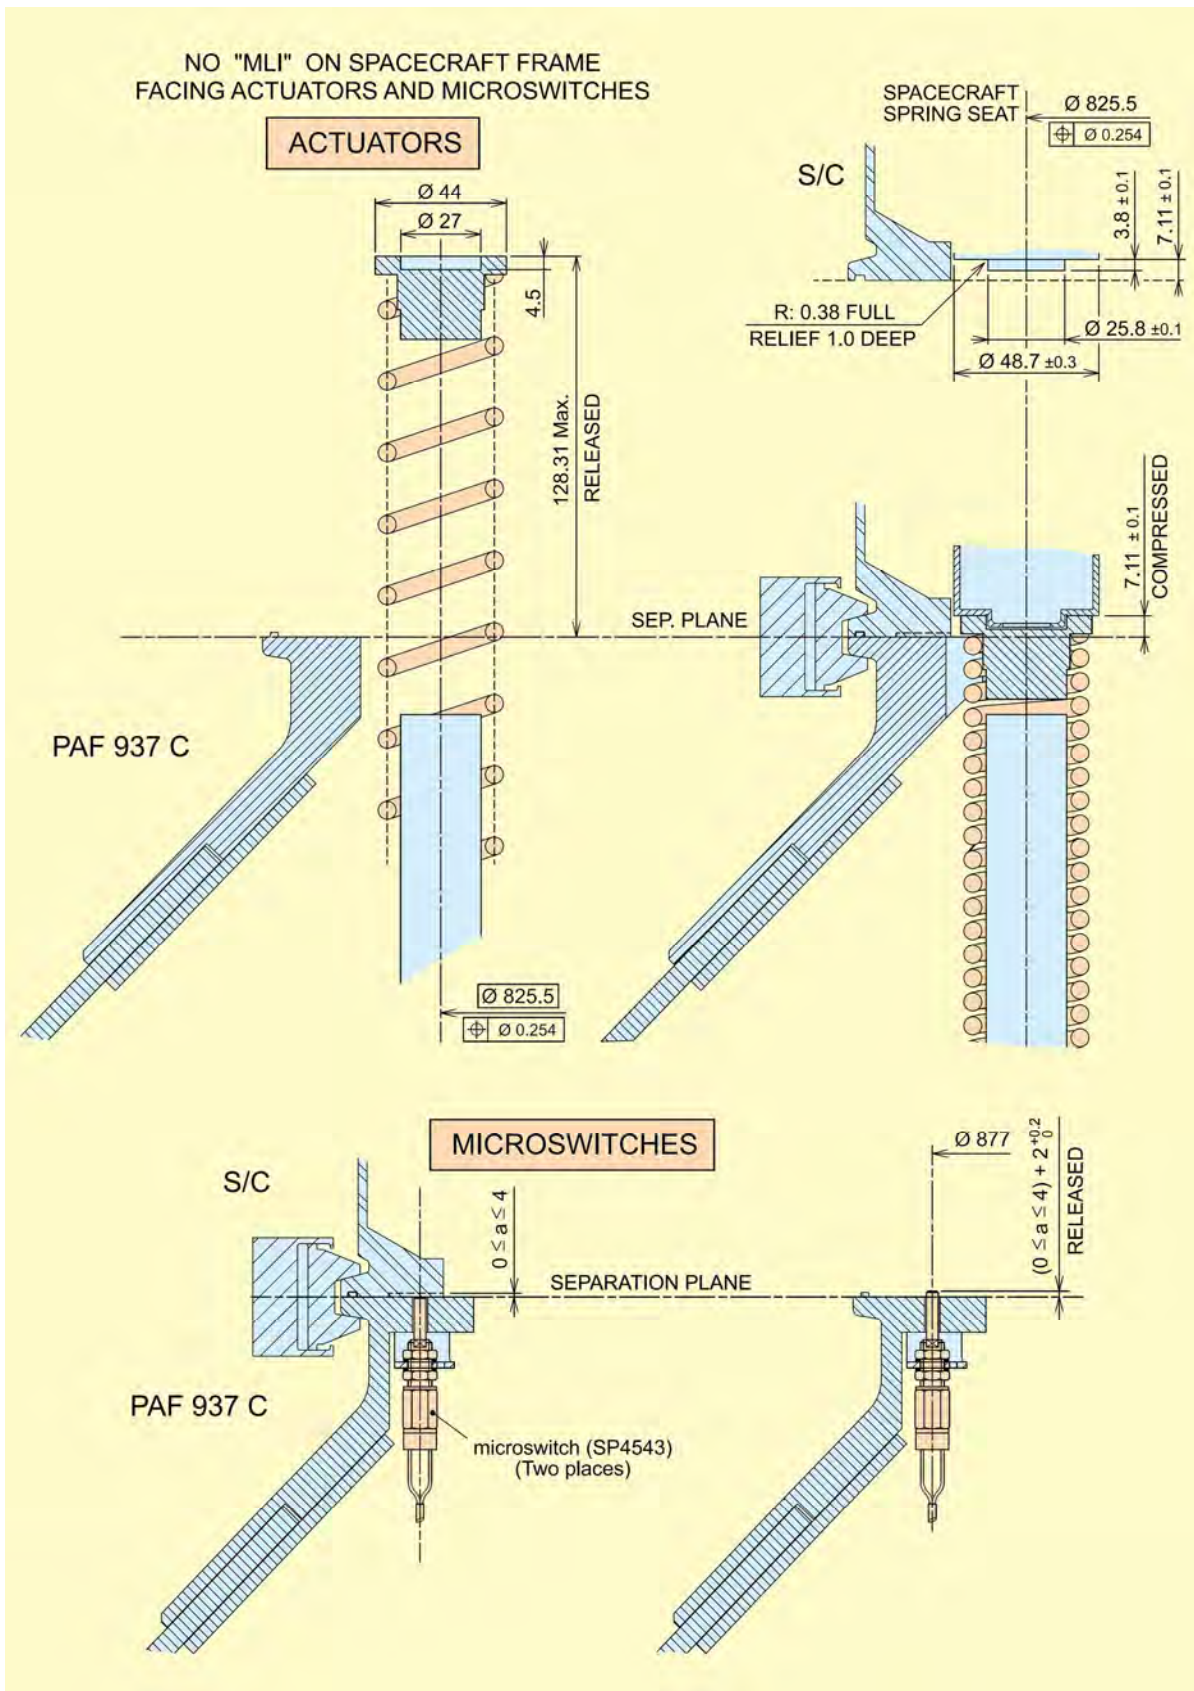 NO "MLI" ON SPACECRAFT FRAME
FACING ACTUATORS AND MICROSWITCHES
ACTUATORS
Ø 44
Ø 27
4.5
128.31 Max.
RELEASED
SPACECRAFT
SPRING SEAT
Ø 825.5
⌖ Ø 0.254
S/C
3.8 ± 0.1
7.11 ± 0.1
R: 0.38 FULL
RELIEF 1.0 DEEP
Ø 25.8 ±0.1
Ø 48.7 ±0.3
7.11 ± 0.1
COMPRESSED
SEP. PLANE
PAF 937 C
Ø 825.5
⌖ Ø 0.254
MICROSWITCHES
S/C
0 ≤ a ≤ 4
Ø 877
(0 ≤ a ≤ 4) + 2 +0.2 0
RELEASED
SEPARATION PLANE
PAF 937 C
microswitch (SP4543)
(Two places)